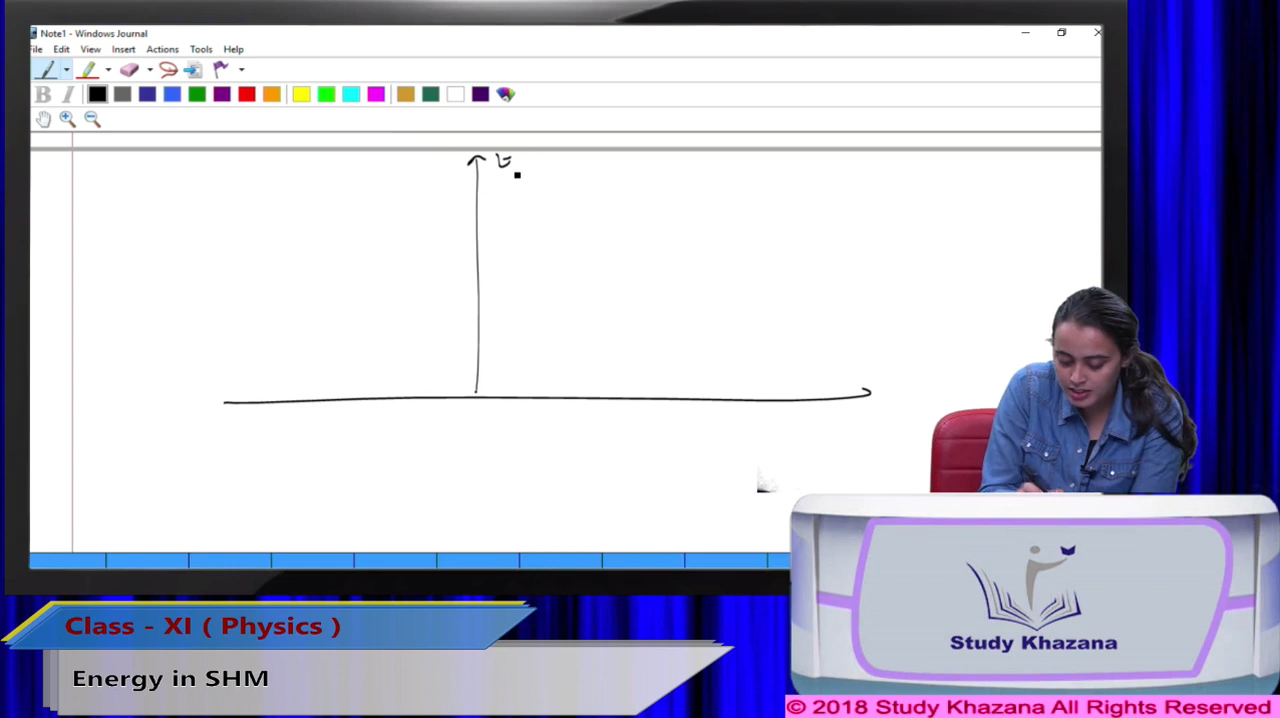 Note1 - Windows Journal
File Edit View Insert Actions Tools Help
B I
E
Class - XI ( Physics )
Energy in SHM
Study Khazana
© 2018 Study Khazana All Rights Reserved